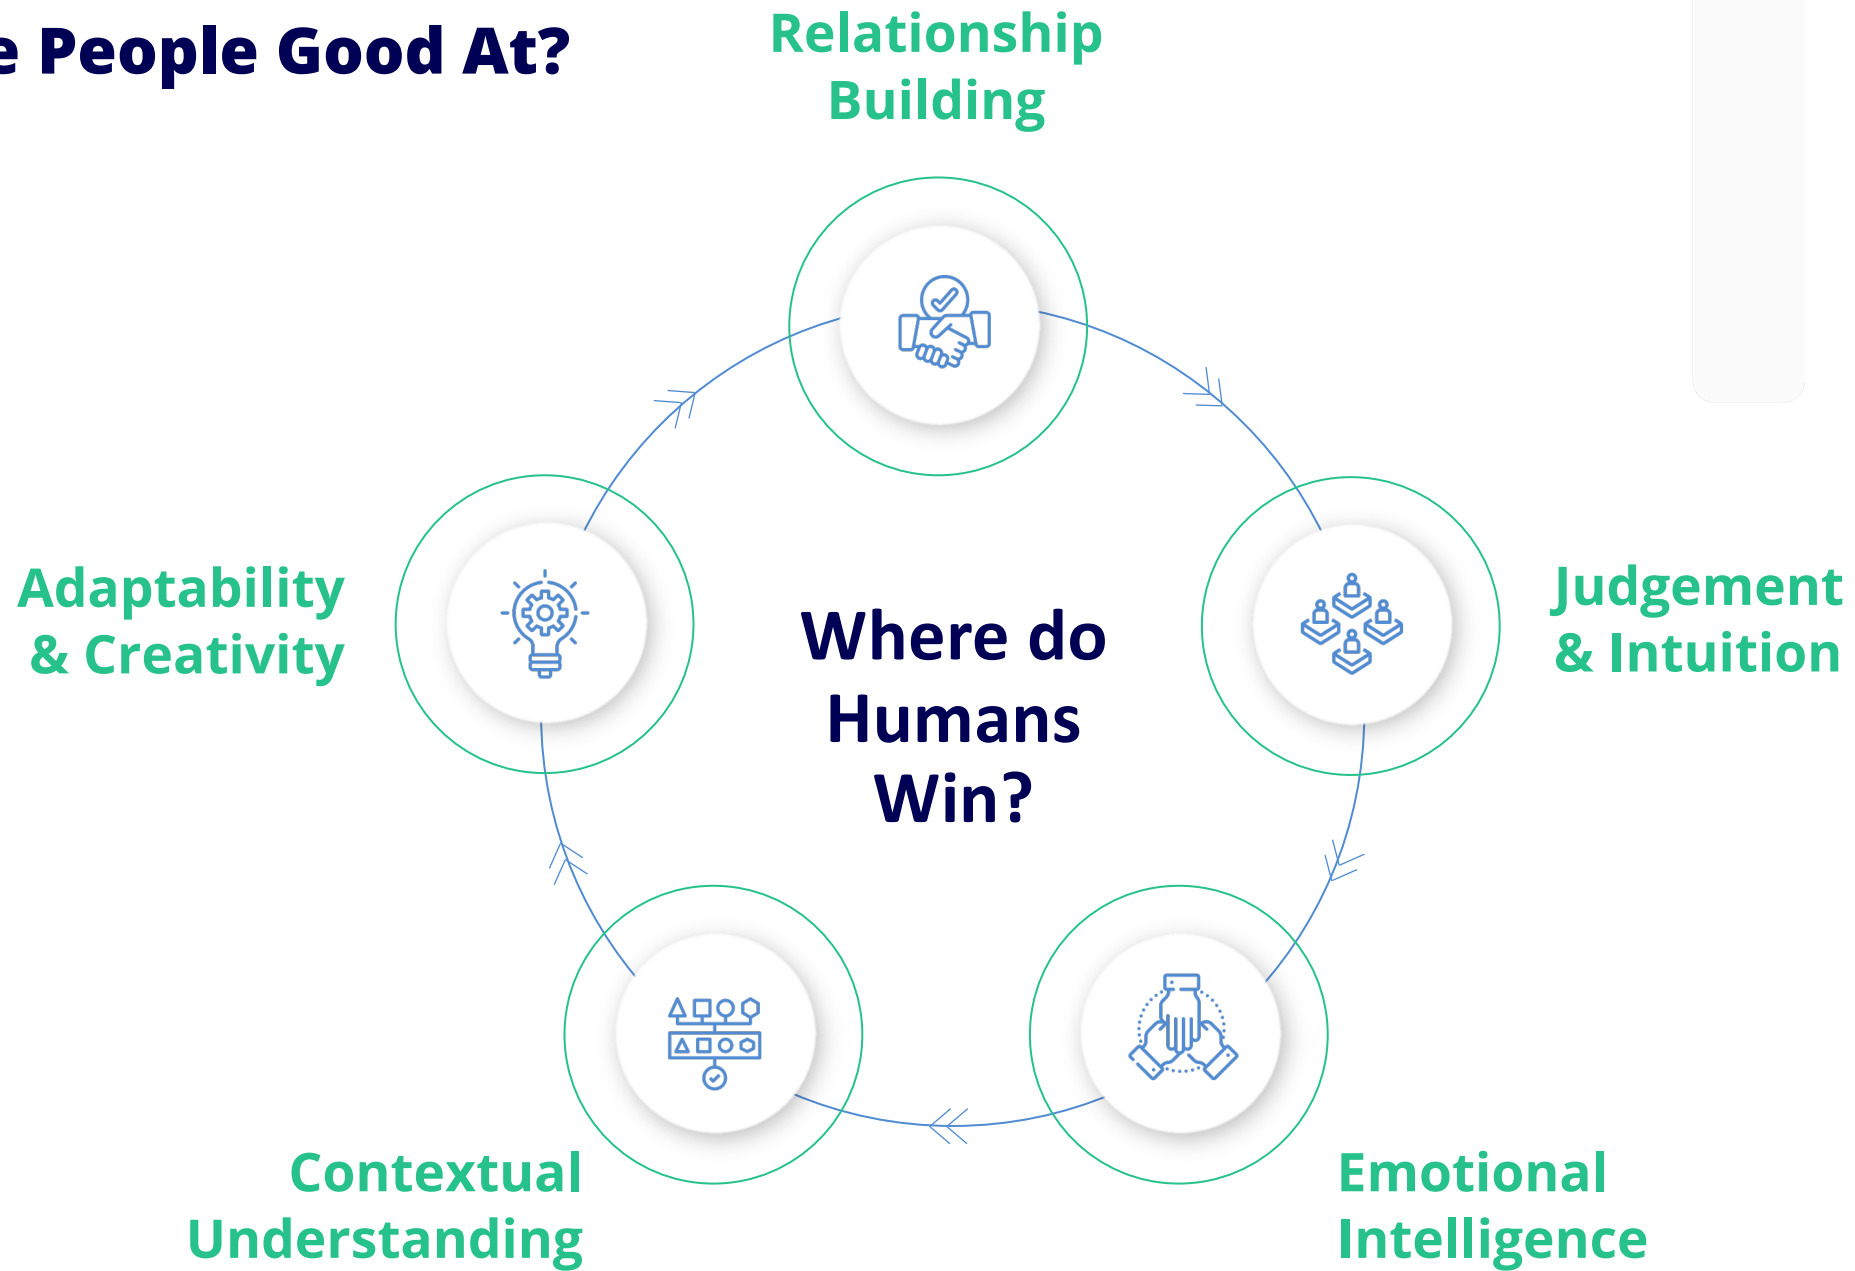 e People Good At?
Relationship
Building
Adaptability
& Creativity
Where do
Humans
Win?
Judgement
& Intuition
Contextual
Understanding
Emotional
Intelligence